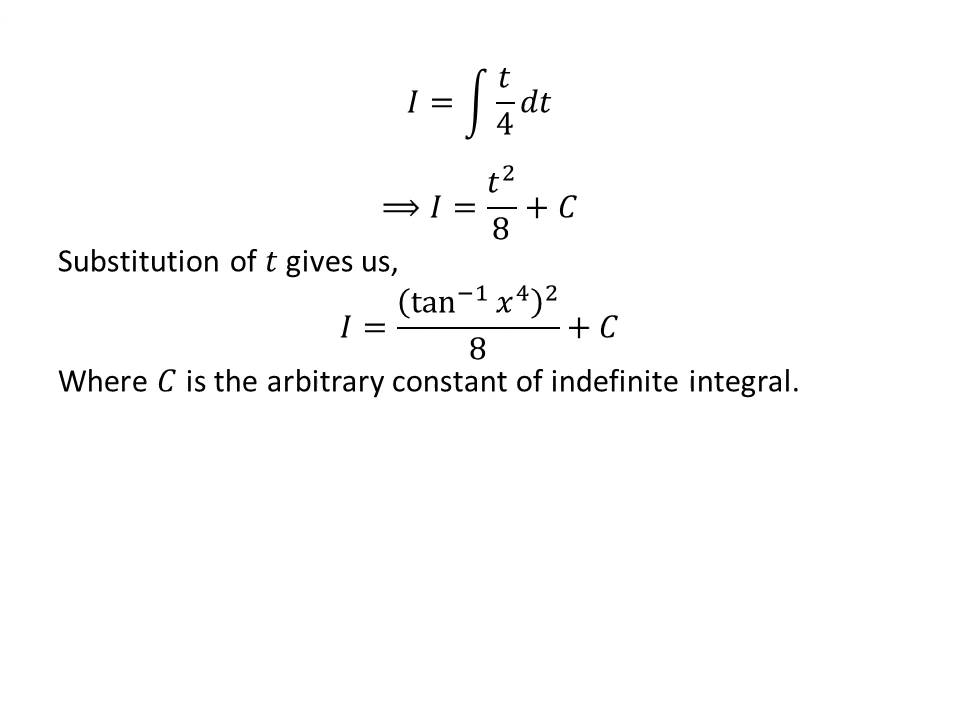 𝐼 = ∫ 𝑡/4 𝑑𝑡
⟹ 𝐼 = 𝑡²/8 + 𝐶
Substitution of 𝑡 gives us,
𝐼 = (tan⁻¹ 𝑥⁴)²/8 + 𝐶
Where 𝐶 is the arbitrary constant of indefinite integral.